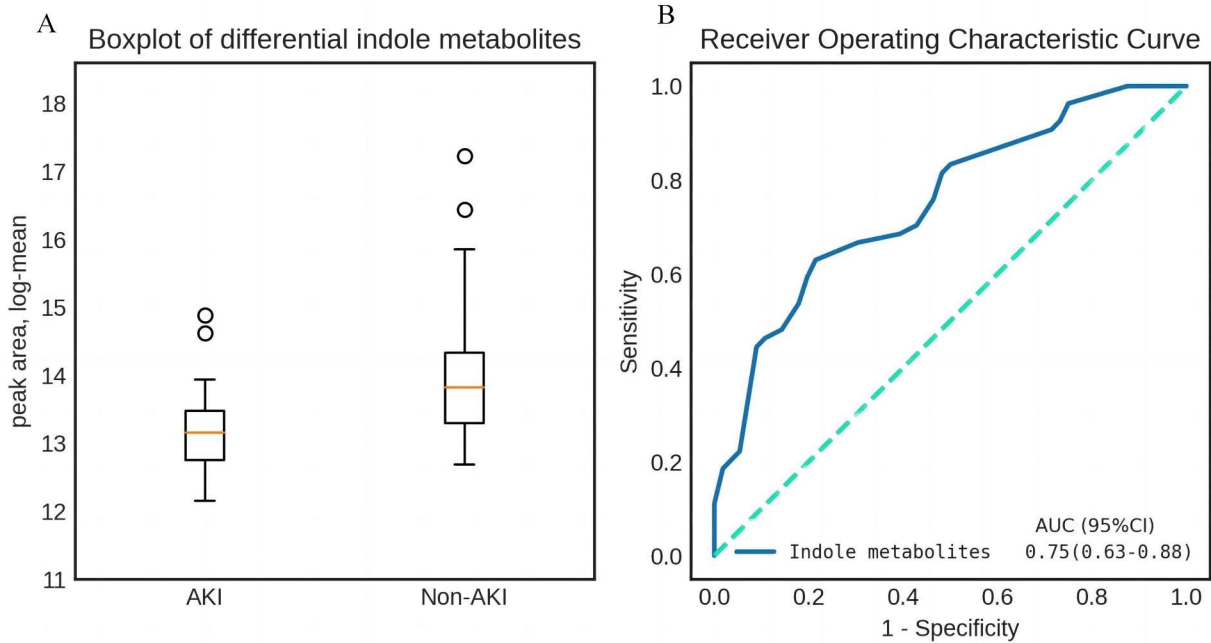 A
Boxplot of differential indole metabolites
peak area, log-mean
18
17
16
15
14
13
12
11
AKI
Non-AKI
B
Receiver Operating Characteristic Curve
Sensitivity
1.0
0.8
0.6
0.4
0.2
0.0
AUC (95%CI)
Indole metabolites 0.75(0.63-0.88)
0.0 0.2 0.4 0.6 0.8 1.0
1 - Specificity